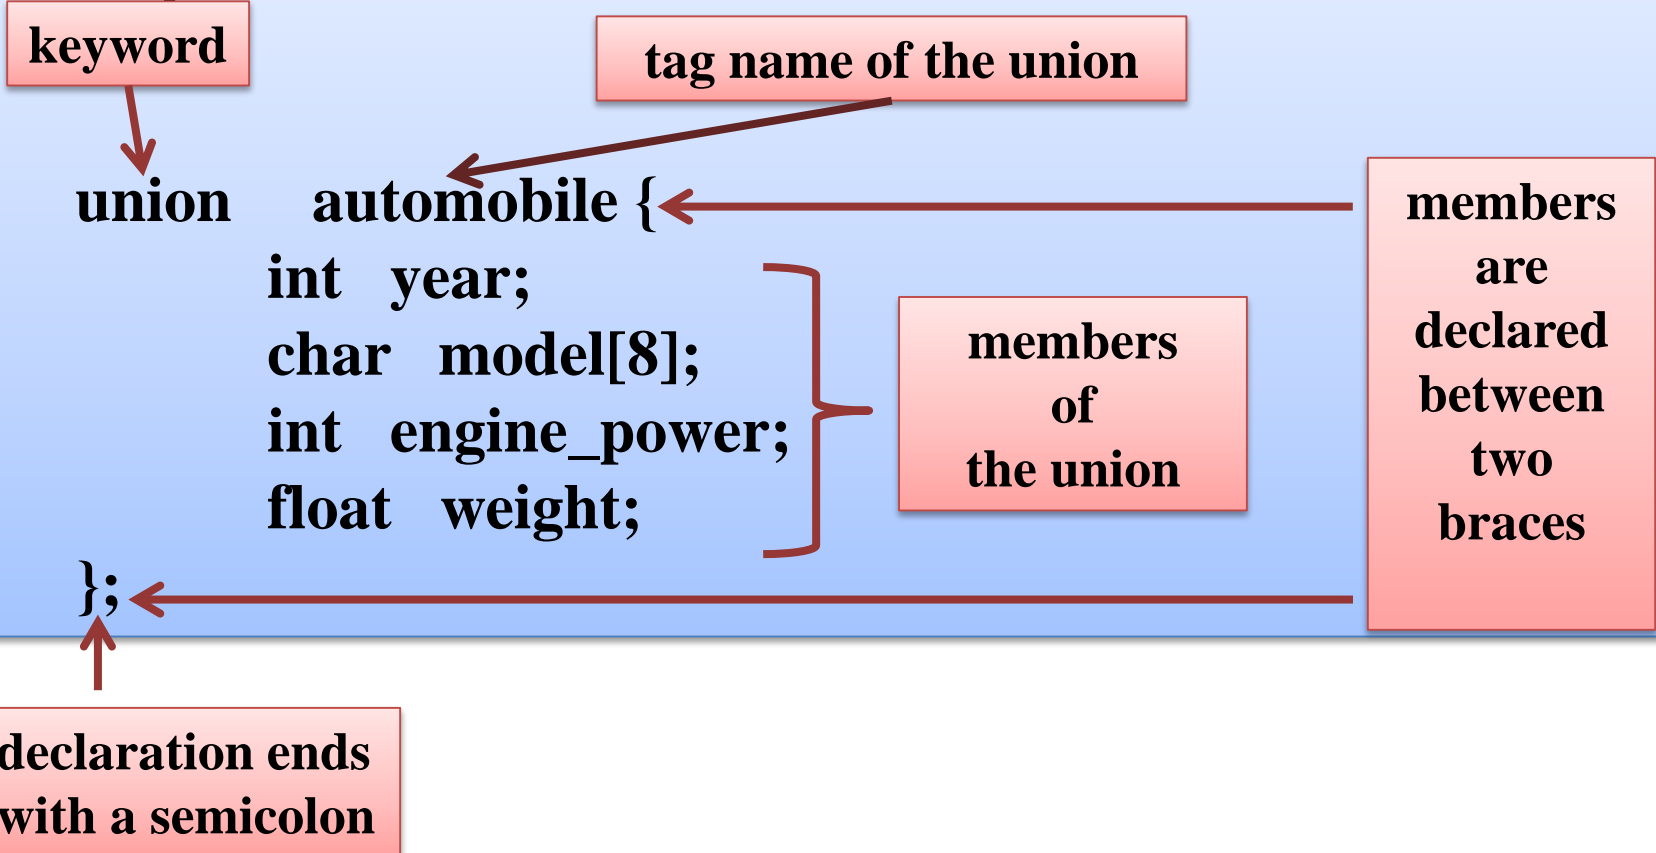 keyword
tag name of the union
union automobile {
int year;
char model[8];
int engine_power;
float weight;
};
members
of
the union
members
are
declared
between
two
braces
declaration ends
with a semicolon